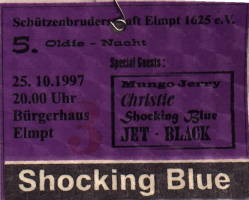 Schützenbruderschaft Elmpt 1625 e.V.
5. Oldie - Nacht
Special Guests:
25. 10. 1997
20.00 Uhr
Bürgerhaus
Elmpt
Mungo Jerry
Christie
Shocking Blue
JET - BLACK
3
Shocking Blue